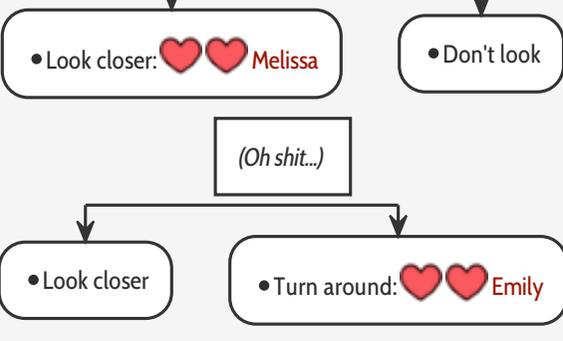 •Look closer: Melissa
•Don't look
(Oh shit...)
•Look closer
•Turn around: Emily